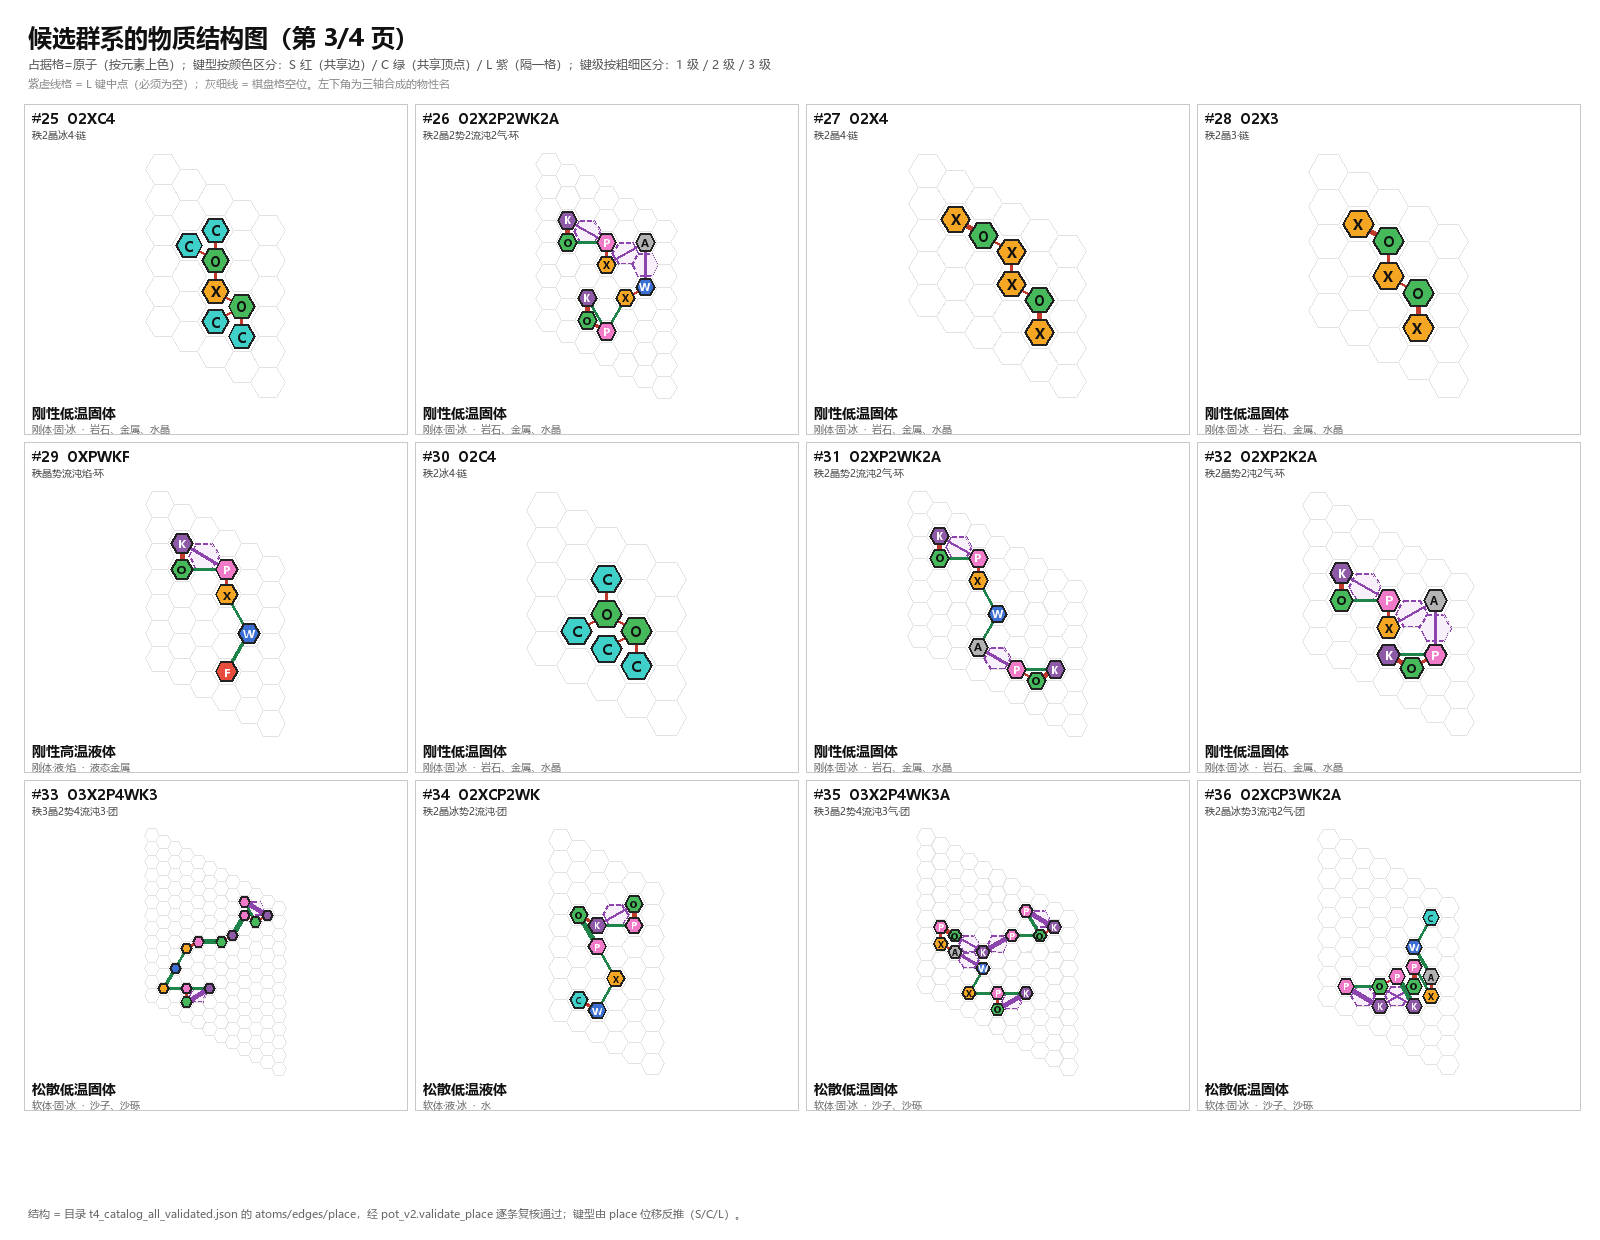 候选群系的物质结构图（第 3/4 页）
占据格=原子（按元素上色）；键型按颜色区分：S 红（共享边）/ C 绿（共享顶点）/ L 紫（隔一格）；键级按粗细区分：1 级 / 2 级 / 3 级
紫虚线格 = L 键中点（必须为空）；灰细线 = 棋盘格空位。左下角为三轴合成的物性名
#25 O2XC4
秩2晶冰4·链
C
C
O
X
O
C
C
刚性低温固体
刚体·固·冰 · 岩石、金属、水晶
#26 O2X2P2WK2A
秩2晶2势2流沌2气·环
K
O
P
A
X
W
K
X
O
P
刚性低温固体
刚体·固·冰 · 岩石、金属、水晶
#27 O2X4
秩2晶4·链
X
O
X
X
O
X
刚性低温固体
刚体·固·冰 · 岩石、金属、水晶
#28 O2X3
秩2晶3·链
X
O
X
O
X
刚性低温固体
刚体·固·冰 · 岩石、金属、水晶
#29 OXPWKF
秩晶势流沌焰·环
K
O
P
X
W
F
刚性高温液体
刚体·液·焰 · 液态金属
#30 O2C4
秩2冰4·链
C
O
C
O
C
C
刚性低温固体
刚体·固·冰 · 岩石、金属、水晶
#31 O2XP2WK2A
秩2晶势2流沌2气·环
K
O
P
X
W
A
P
K
O
刚性低温固体
刚体·固·冰 · 岩石、金属、水晶
#32 O2XP2K2A
秩2晶势2沌2气·环
K
O
P
A
X
K
P
O
刚性低温固体
刚体·固·冰 · 岩石、金属、水晶
#33 O3X2P4WK3
秩3晶2势4流沌3·团
松散低温固体
软体·固·冰 · 沙子、沙砾
#34 O2XCP2WK
秩2晶冰势2流沌·团
O
O
K
P
P
X
C
W
松散低温液体
软体·液·冰 · 水
#35 O3X2P4WK3A
秩3晶2势4流沌3气·团
P
K
P
O
P
O
X
A
K
W
X
P
K
O
松散低温固体
软体·固·冰 · 沙子、沙砾
#36 O2XCP3WK2A
秩2晶冰势3流沌2气·团
C
W
P
P
A
P
O
O
X
K
K
松散低温固体
软体·固·冰 · 沙子、沙砾
结构 = 目录 t4_catalog_all_validated.json 的 atoms/edges/place，经 pot_v2.validate_place 逐条复核通过；键型由 place 位移反推（S/C/L）。